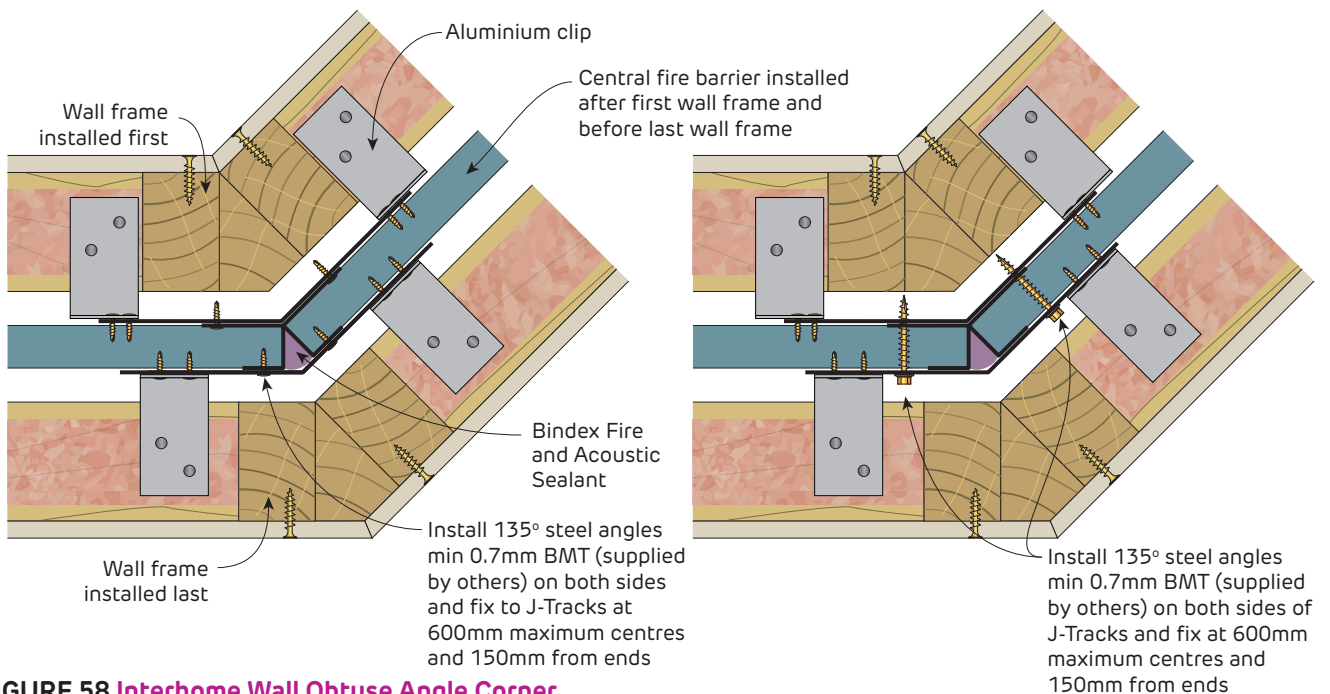 Aluminium clip
Central fire barrier installed
after first wall frame and
before last wall frame
Wall frame
installed first
Bindex Fire
and Acoustic
Sealant
Install 135° steel angles
min 0.7mm BMT (supplied
by others) on both sides
and fix to J-Tracks at
600mm maximum centres
and 150mm from ends
Wall frame
installed last
Install 135° steel angles
min 0.7mm BMT (supplied
by others) on both sides of
J-Tracks and fix at 600mm
maximum centres and
150mm from ends
GURE 58 Interhome Wall Obtuse Angle Corner